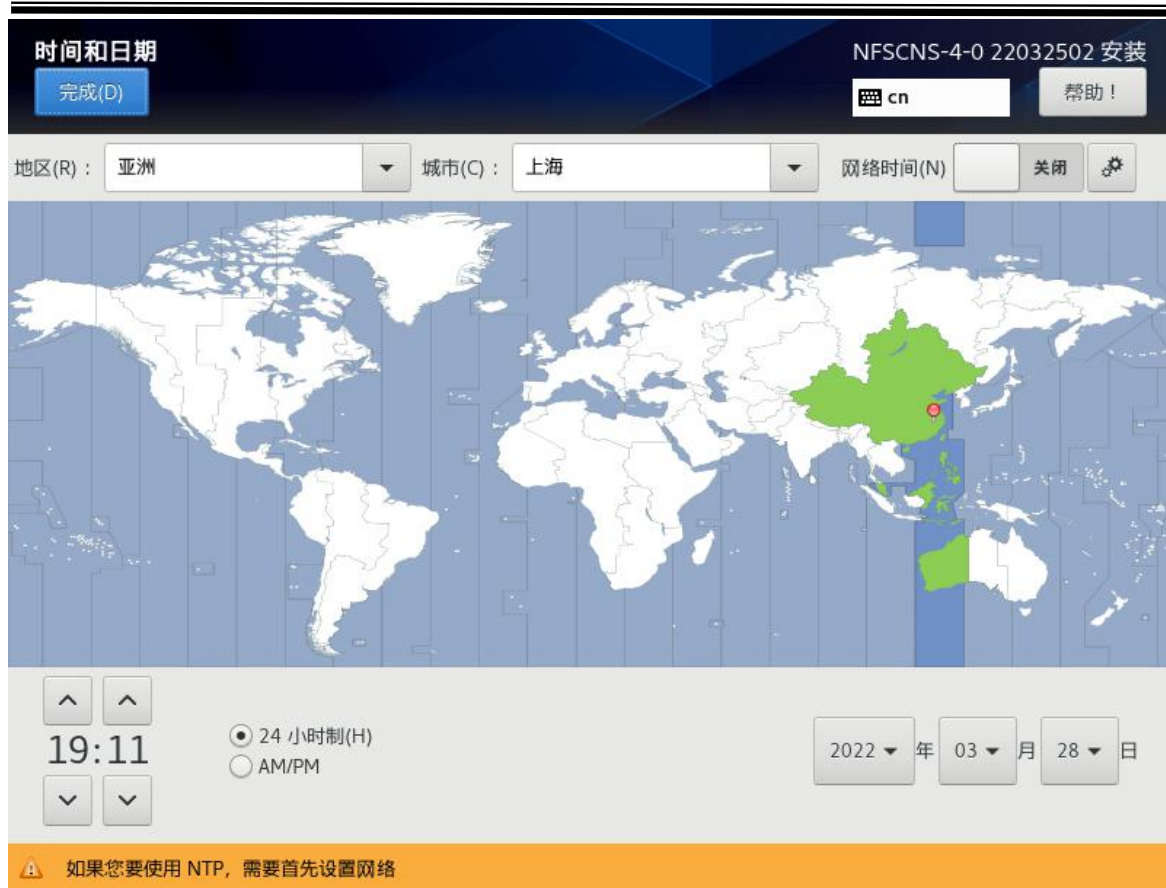 时间和日期
NFSCNS-4-0 22032502 安装
完成(D)
cn
帮助！
地区(R)： 亚洲 城市(C)： 上海 网络时间(N) 关闭
19:11
24 小时制(H)
AM/PM
2022 年 03 月 28 日
如果您要使用 NTP，需要首先设置网络